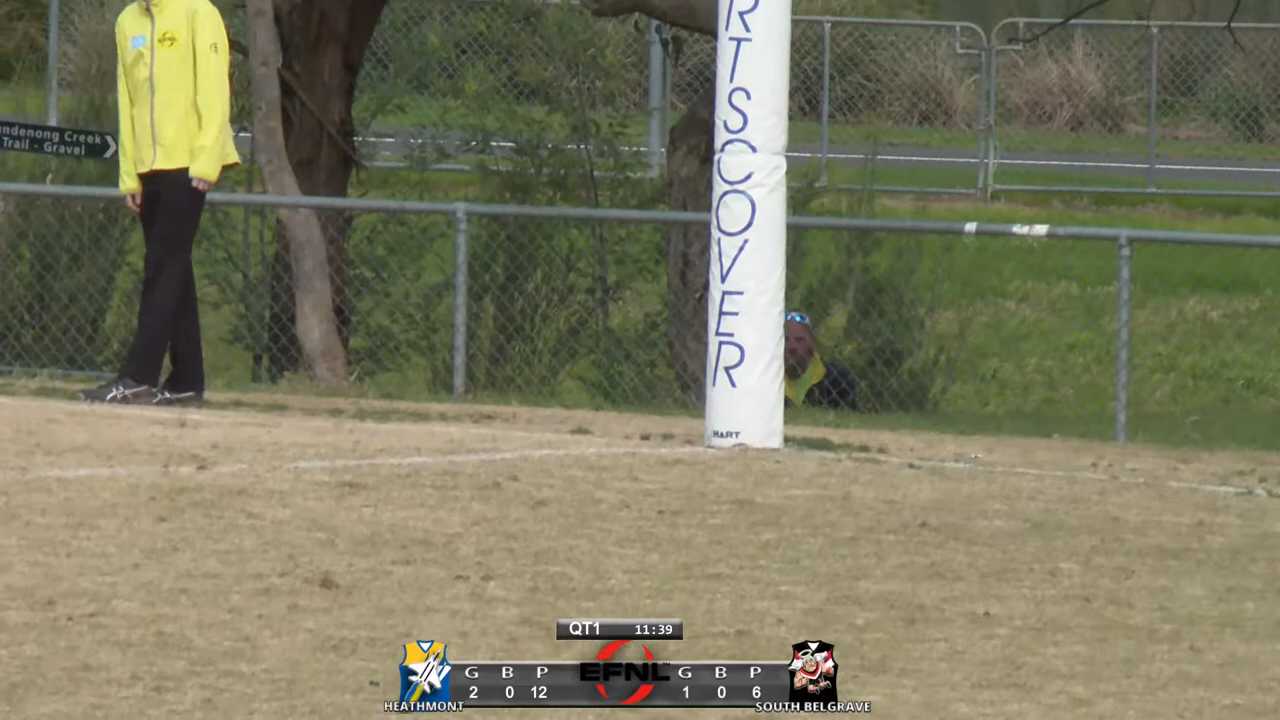 EFNL
RTSCOVER
ndenong Creek
Trail - Gravel
HART
QT1 11:39
G B P EFNL G B P
2 0 12 1 0 6
HEATHMONT SOUTH BELGRAVE